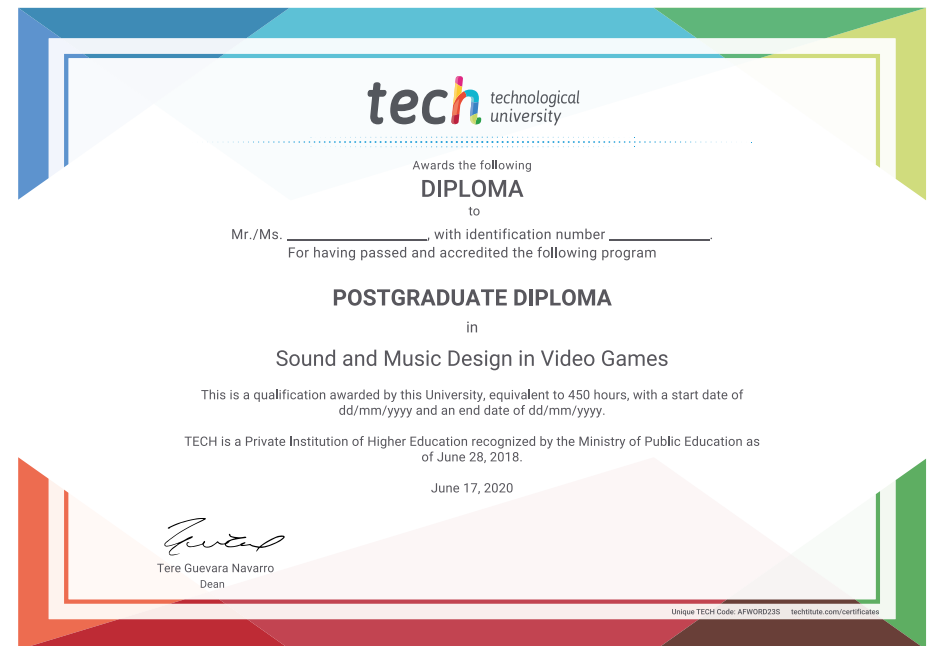 tech technological
university
Awards the following
DIPLOMA
to
Mr./Ms. ____________________, with identification number ______________.
For having passed and accredited the following program
POSTGRADUATE DIPLOMA
in
Sound and Music Design in Video Games
This is a qualification awarded by this University, equivalent to 450 hours, with a start date of
dd/mm/yyyy and an end date of dd/mm/yyyy.
TECH is a Private Institution of Higher Education recognized by the Ministry of Public Education as
of June 28, 2018.
June 17, 2020
Tere Guevara Navarro
Dean
Unique TECH Code: AFWORD23S techtitute.com/certificates